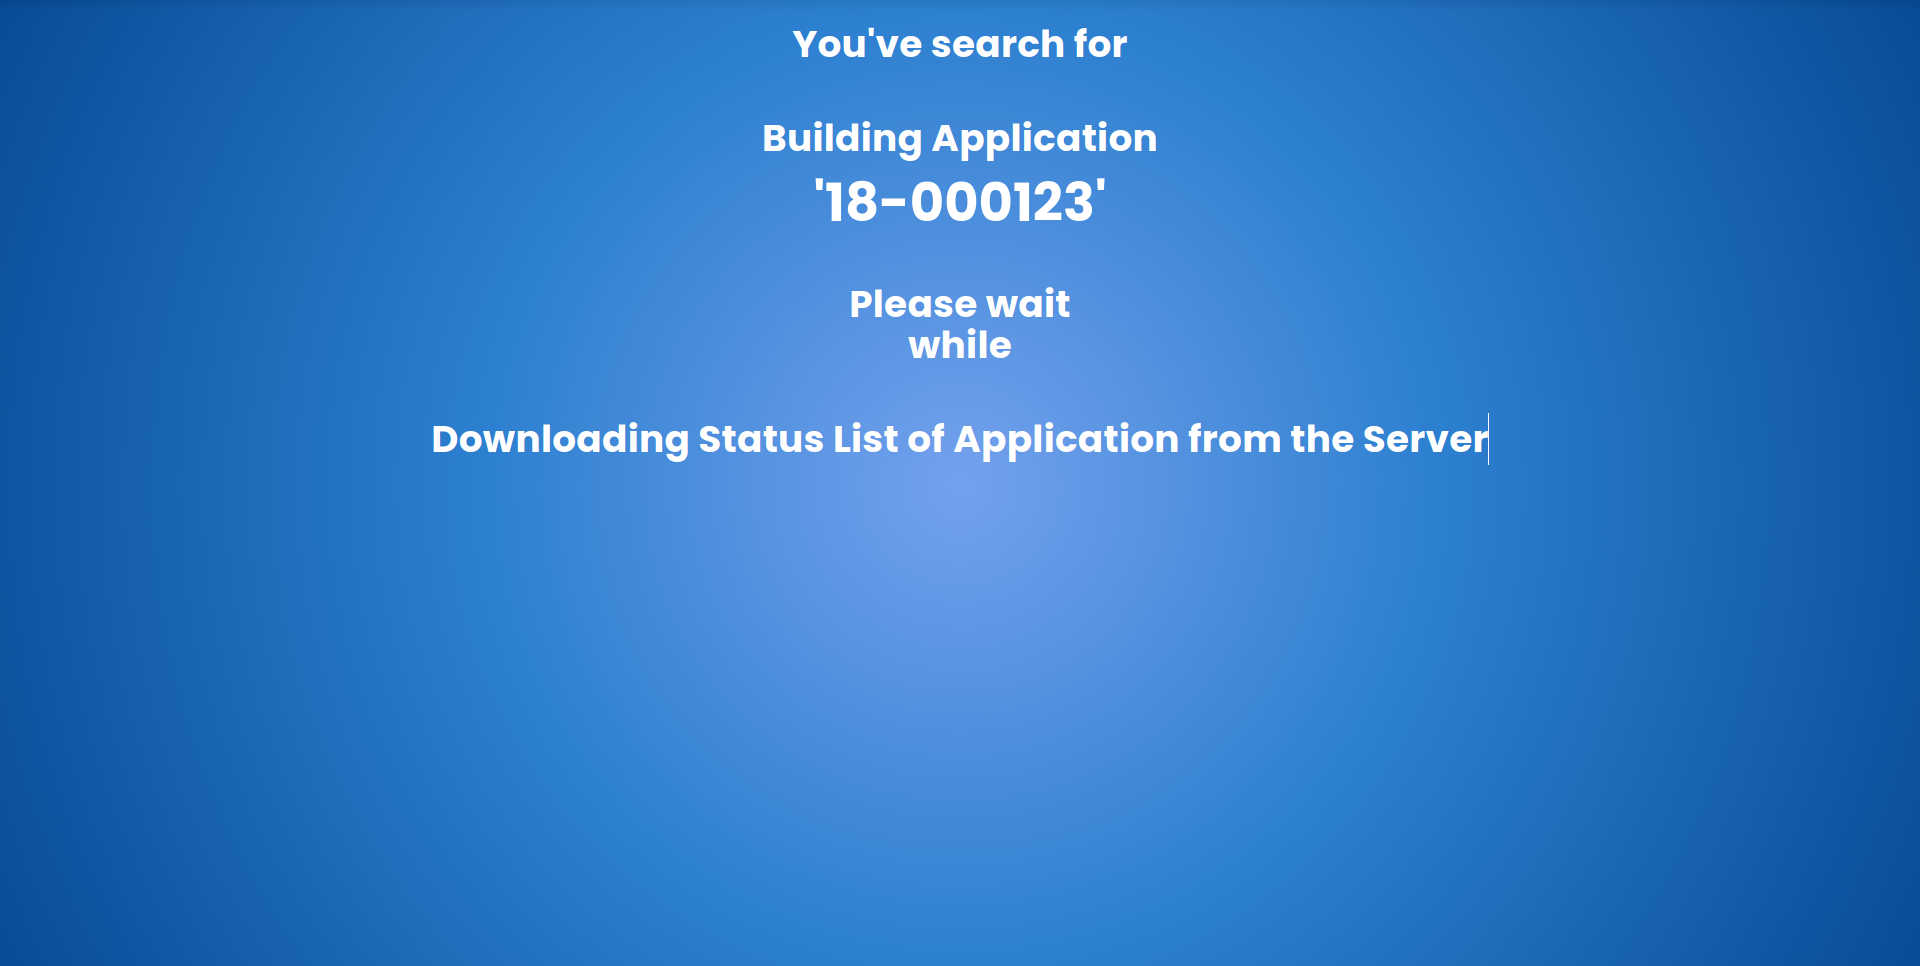 You've search for
Building Application
'18-000123'
Please wait
while
Downloading Status List of Application from the Server